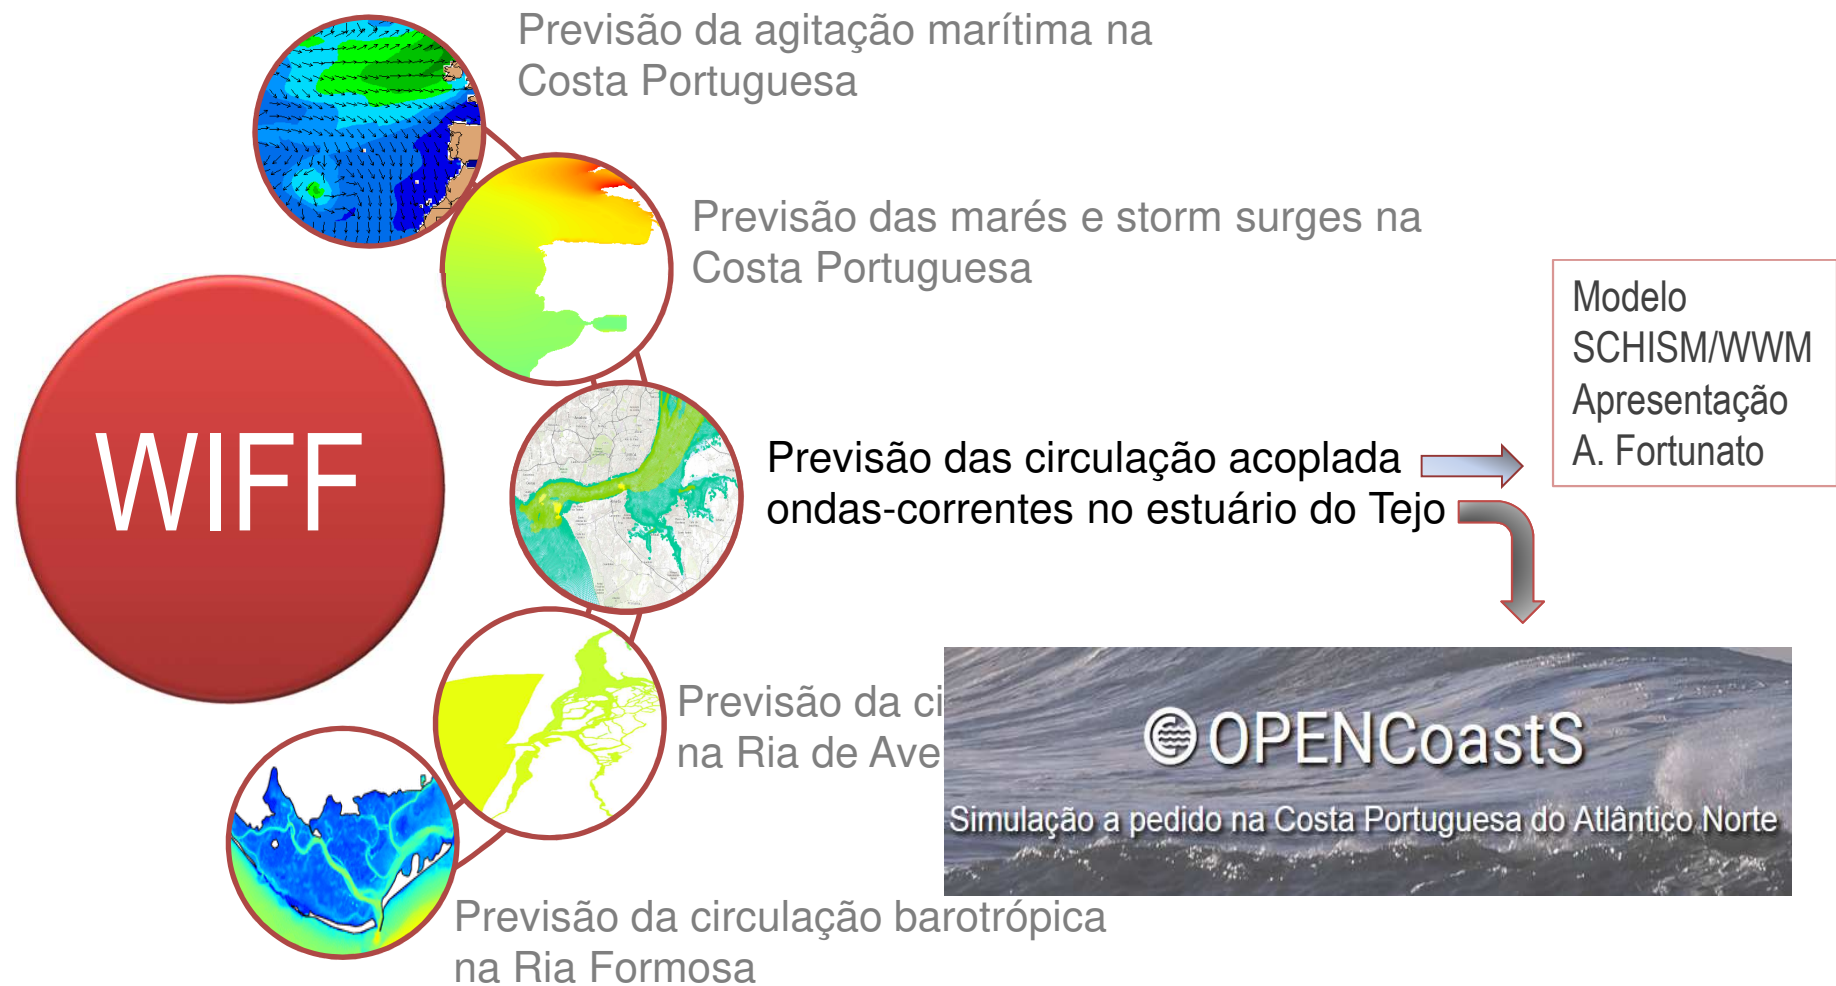 Previsão da agitação marítima na
Costa Portuguesa
Previsão das marés e storm surges na
Costa Portuguesa
WIFF
Previsão das circulação acoplada
ondas-correntes no estuário do Tejo
Modelo
SCHISM/WWM
Apresentação
A. Fortunato
Previsão da ci
na Ria de Ave
OPENCoastS
Simulação a pedido na Costa Portuguesa do Atlântico Norte
Previsão da circulação barotrópica
na Ria Formosa